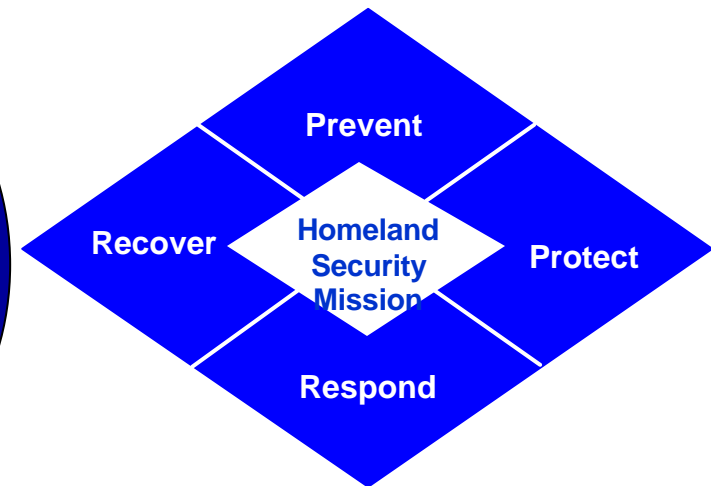 Prevent
Recover
Homeland
Security
Mission
Protect
Respond